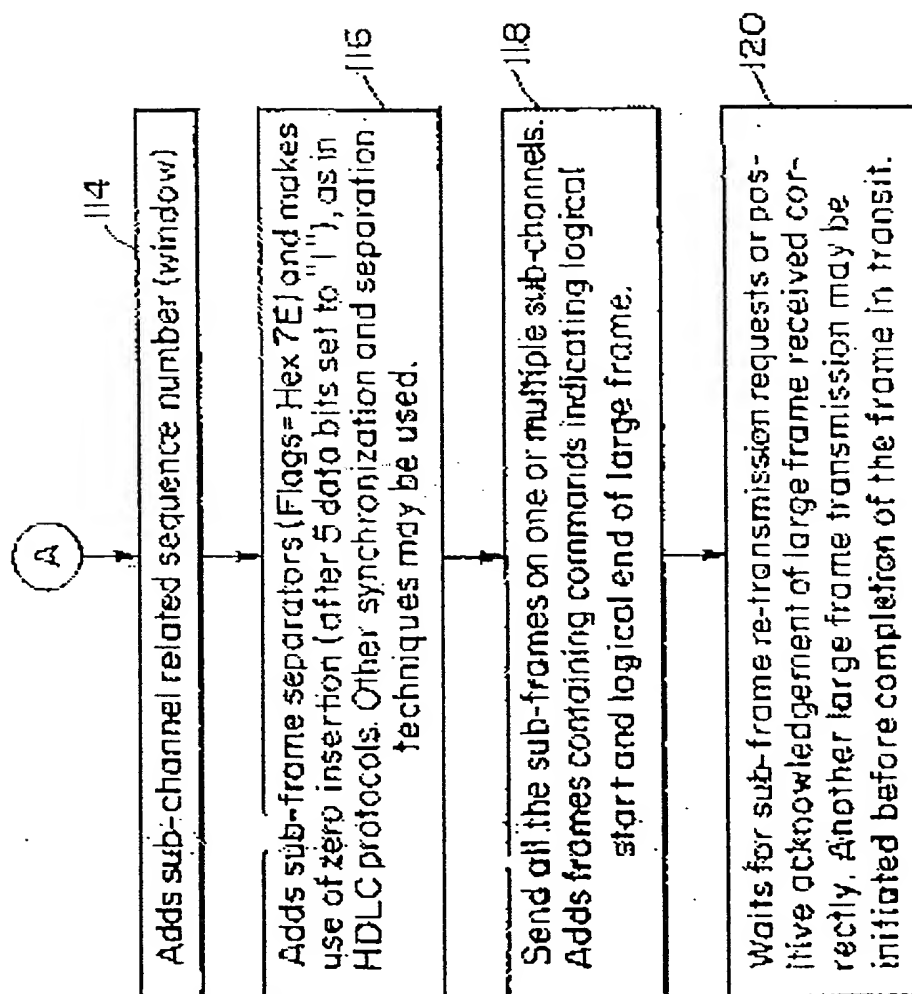 A
114
Adds sub-channel related sequence number (window)
116
Adds sub-frame separators (Flags=Hex 7E) and makes
use of zero insertion (after 5 data bits set to "1"), as in
HDLC protocols. Other synchronization and separation
techniques may be used.
118
Send all the sub-frames on one or multiple sub-channels.
Adds frames containing commands indicating logical
start and logical end of large frame.
120
Waits for sub-frame re-transmission requests or pos-
itive acknowledgement of large frame received cor-
rectly. Another large frame transmission may be
initiated before completion of the frame in transit.